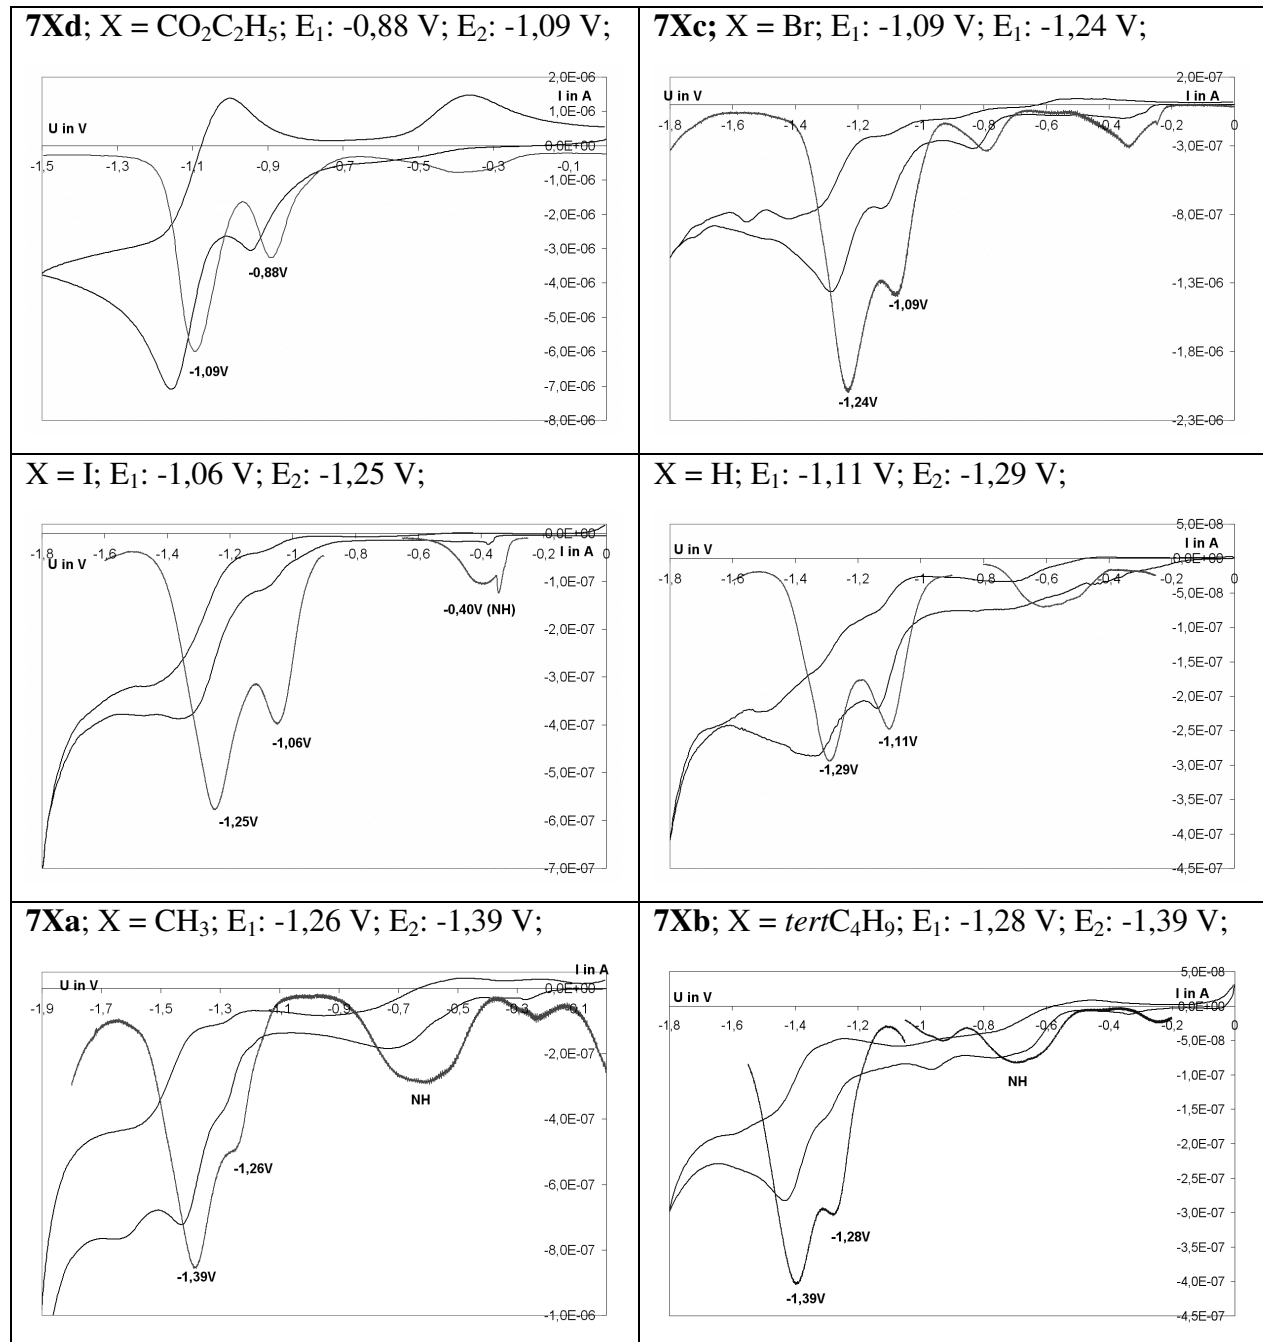 7Xd; X = CO₂C₂H₅; E₁: -0,88 V; E₂: -1,09 V;
2,0E-06
I in A
1,0E-06
U in V
0,0E+00
-1,5 -1,3 -1,1 -0,9 -0,7 -0,5 -0,3 -0,1
-1,0E-06
-2,0E-06
-3,0E-06
-0,88V
-4,0E-06
-5,0E-06
-6,0E-06
-1,09V
-7,0E-06
-8,0E-06
7Xc; X = Br; E₁: -1,09 V; E₁: -1,24 V;
2,0E-07
U in V I in A
-1,8 -1,6 -1,4 -1,2 -1 -0,8 -0,6 -0,4 -0,2 0
-3,0E-07
-8,0E-07
-1,3E-06
-1,09V
-1,8E-06
-1,24V
-2,3E-06
X = I; E₁: -1,06 V; E₂: -1,25 V;
0,0E+00
-1,8 -1,6 -1,4 -1,2 -1 -0,8 -0,6 -0,4 -0,2 0
U in V I in A
-1,0E-07
-0,40V (NH)
-2,0E-07
-3,0E-07
-4,0E-07
-1,06V
-5,0E-07
-1,25V
-6,0E-07
-7,0E-07
X = H; E₁: -1,11 V; E₂: -1,29 V;
5,0E-08
U in V I in A
0,0E+00
-1,8 -1,6 -1,4 -1,2 -1 -0,8 -0,6 -0,4 -0,2 0
-5,0E-08
-1,0E-07
-1,5E-07
-2,0E-07
-2,5E-07
-1,11V
-3,0E-07
-1,29V
-3,5E-07
-4,0E-07
-4,5E-07
7Xa; X = CH₃; E₁: -1,26 V; E₂: -1,39 V;
I in A
U in V
0,0E+00
-1,9 -1,7 -1,5 -1,3 -1,1 -0,9 -0,7 -0,5 -0,3 -0,1
-2,0E-07
NH
-4,0E-07
-1,26V
-6,0E-07
-8,0E-07
-1,39V
-1,0E-06
7Xb; X = tertC₄H₉; E₁: -1,28 V; E₂: -1,39 V;
5,0E-08
U in V I in A
0,0E+00
-1,8 -1,6 -1,4 -1,2 -1 -0,8 -0,6 -0,4 -0,2 0
-5,0E-08
NH
-1,0E-07
-1,5E-07
-2,0E-07
-2,5E-07
-3,0E-07
-1,28V
-3,5E-07
-4,0E-07
-1,39V
-4,5E-07